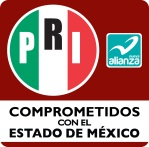 PRI
nueva
alianza
COMPROMETIDOS
CON EL
ESTADO DE MÉXICO